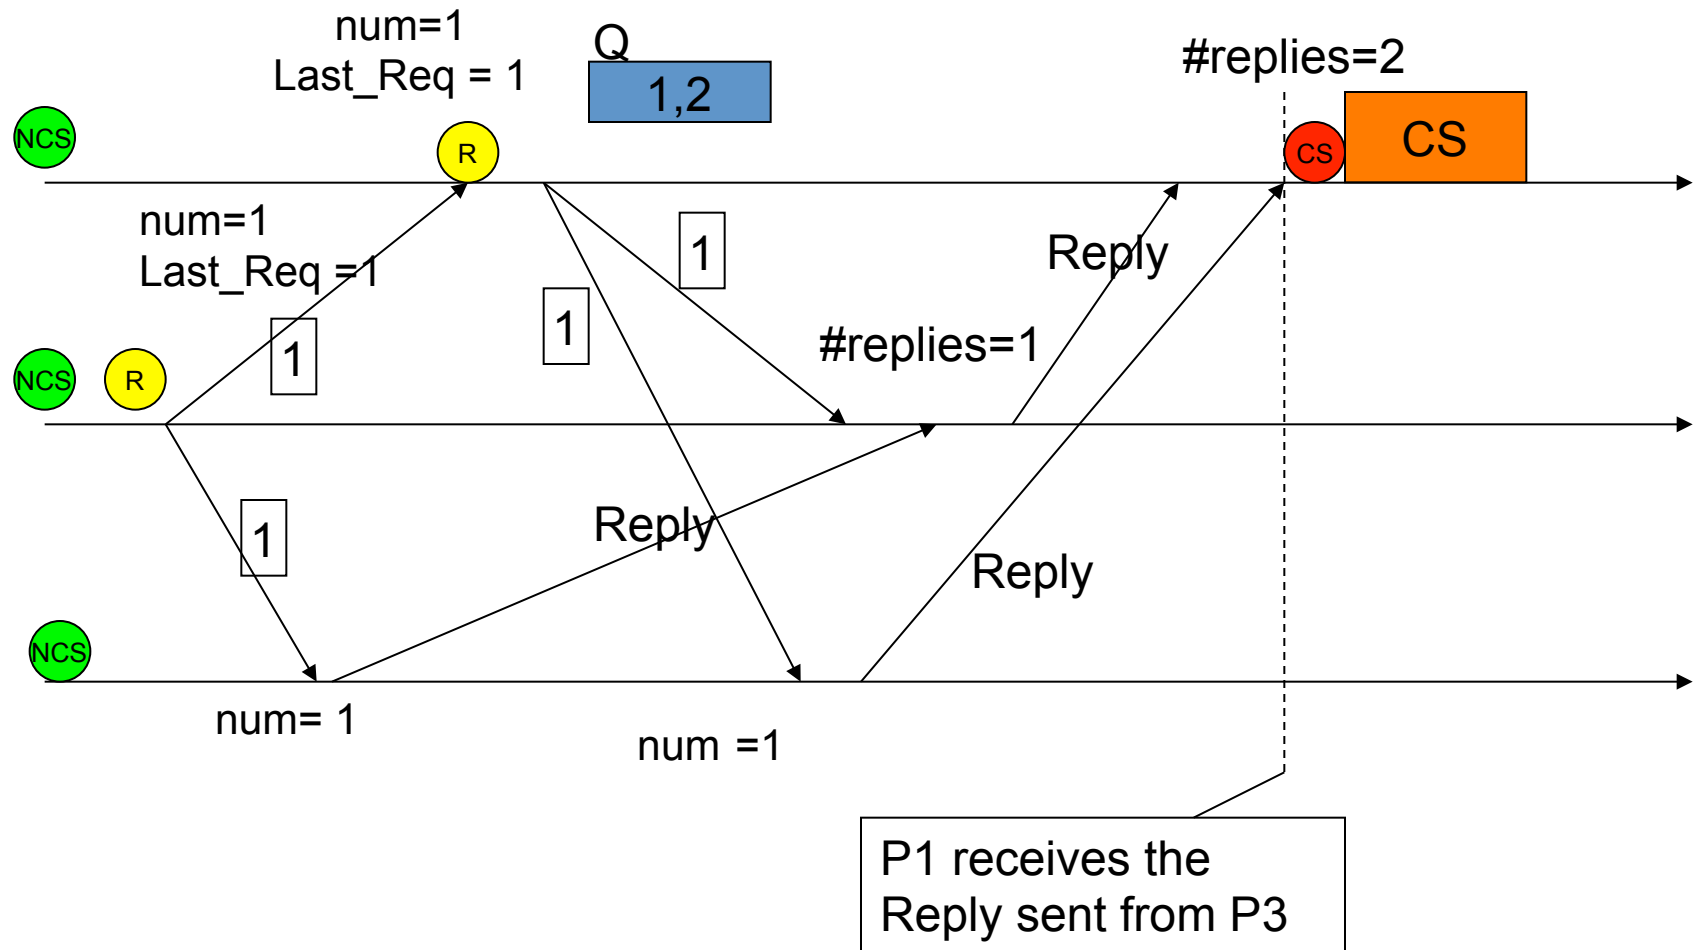 num=1
Last_Req = 1
Q
1,2
#replies=2
NCS
R
CS
CS
num=1
Last_Req =1
1
1
Reply
1
1
#replies=1
NCS
R
1
Reply
Reply
NCS
num= 1
num =1
P1 receives the
Reply sent from P3